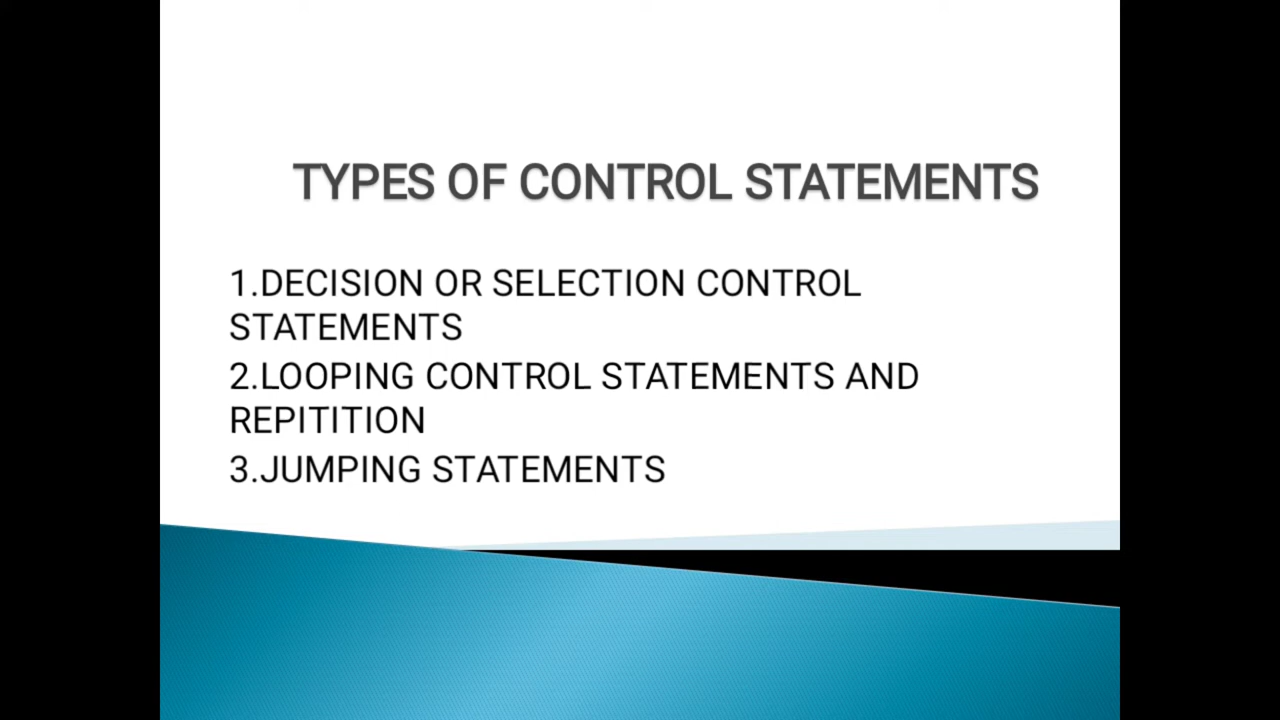 TYPES OF CONTROL STATEMENTS
1.DECISION OR SELECTION CONTROL
STATEMENTS
2.LOOPING CONTROL STATEMENTS AND
REPITITION
3.JUMPING STATEMENTS